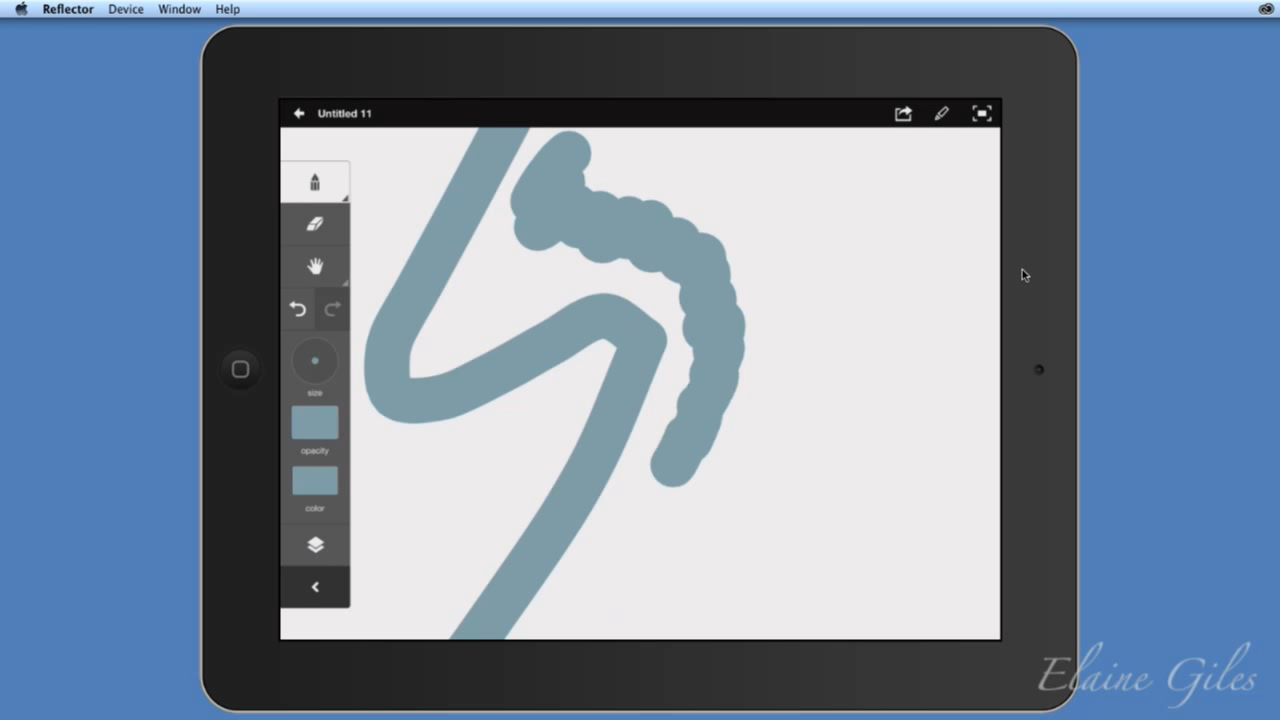 Reflector Device Window Help
Untitled 11
size
opacity
color
Elaine Giles